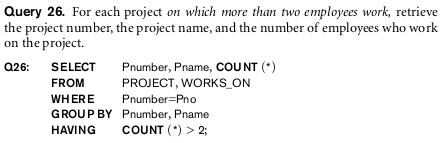 Query 26. For each project on which more than two employees work, retrieve
the project number, the project name, and the number of employees who work
on the project.
Q26: SELECT Pnumber, Pname, COUNT (*)
FROM PROJECT, WORKS_ON
WHERE Pnumber=Pno
GROUP BY Pnumber, Pname
HAVING COUNT (*) > 2;